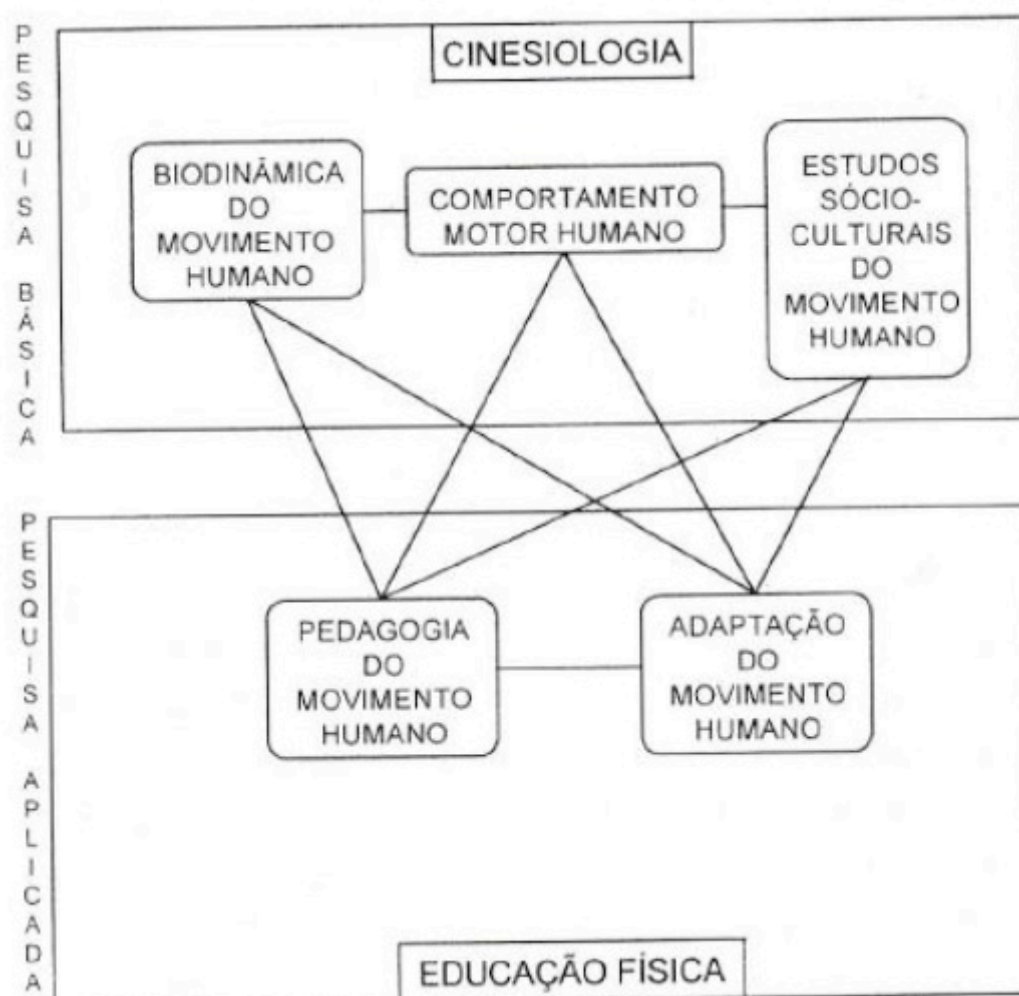 PESQUISA BÁSICA
CINESIOLOGIA
BIODINÂMICA
DO
MOVIMENTO
HUMANO
COMPORTAMENTO
MOTOR HUMANO
ESTUDOS
SÓCIO-
CULTURAIS
DO
MOVIMENTO
HUMANO
PESQUISA APLICADA
PEDAGOGIA
DO
MOVIMENTO
HUMANO
ADAPTAÇÃO
DO
MOVIMENTO
HUMANO
EDUCAÇÃO FÍSICA